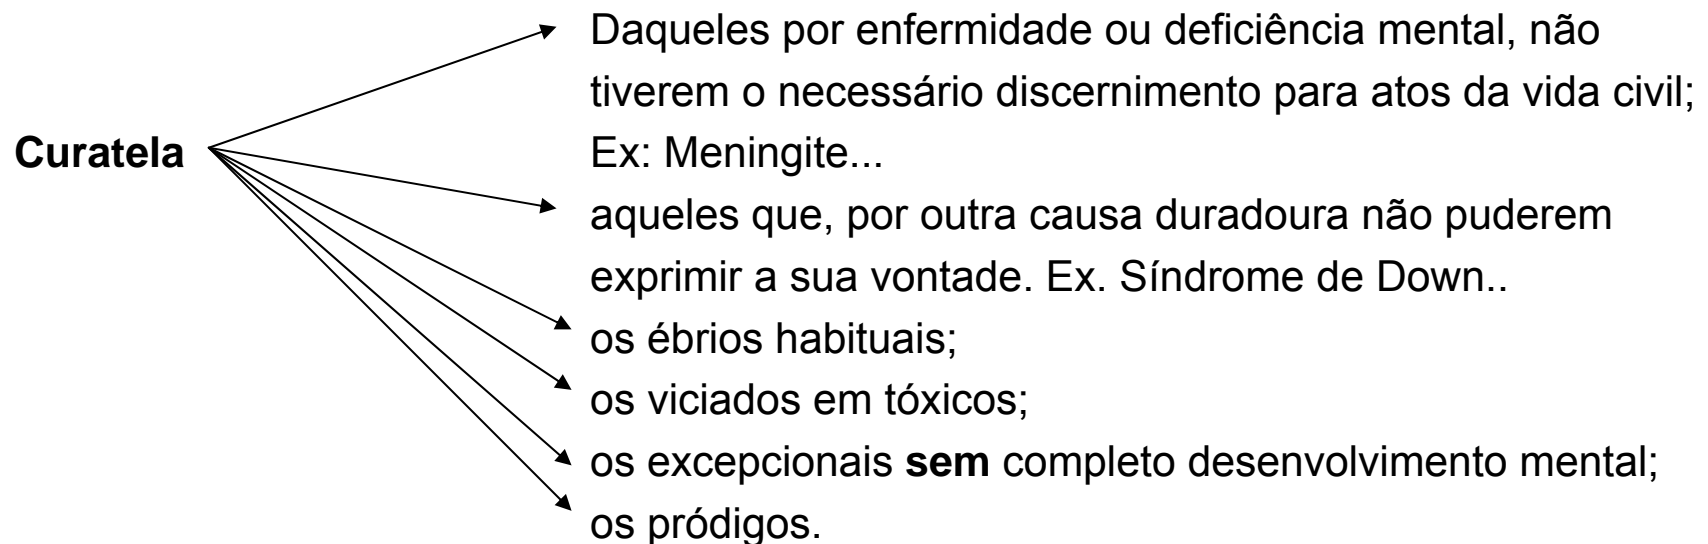 Daqueles por enfermidade ou deficiência mental, não
tiverem o necessário discernimento para atos da vida civil;
Curatela
Ex: Meningite...
aqueles que, por outra causa duradoura não puderem
exprimir a sua vontade. Ex. Síndrome de Down..
os ébrios habituais;
os viciados em tóxicos;
os excepcionais sem completo desenvolvimento mental;
os pródigos.